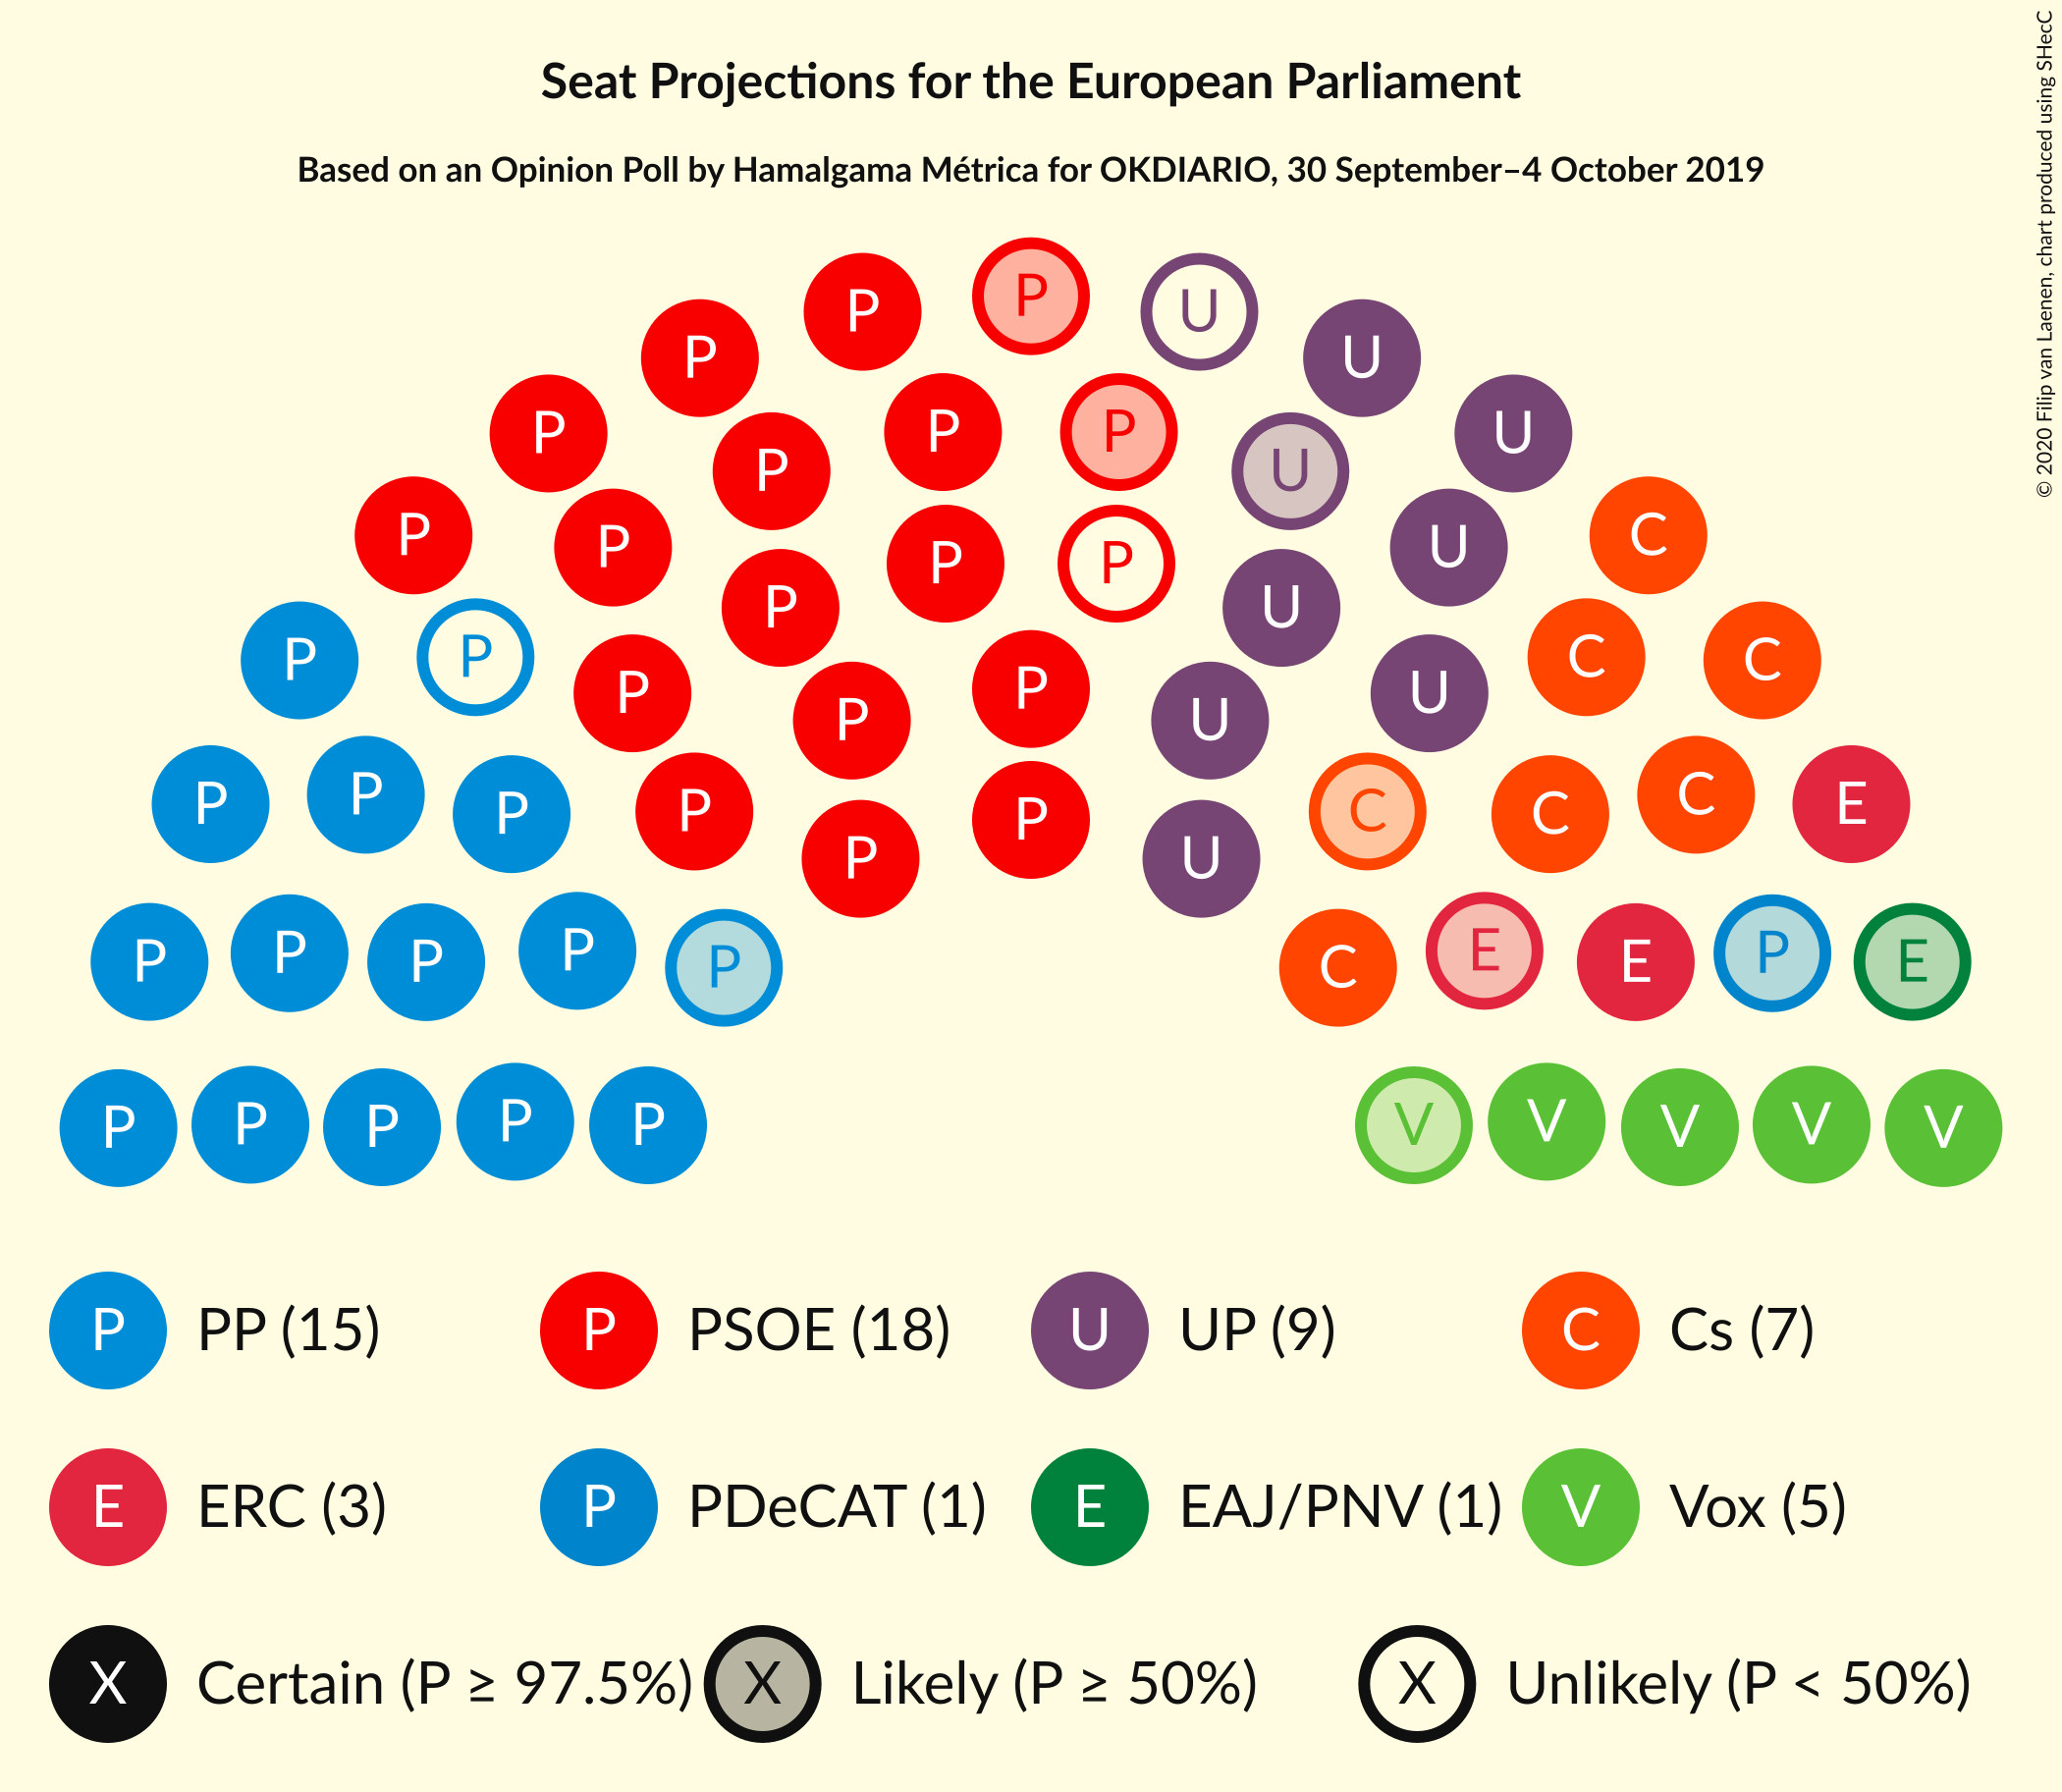 Seat Projections for the European Parliament
Based on an Opinion Poll by Hamalgama Métrica for OKDIARIO, 30 September–4 October 2019
© 2020 Filip van Laenen, chart produced using SHecC
P P P U
P P U U
P P P U U
P P P U C
P P P P U C
P P P P U U C C
P P P P P P C C C E
P P U
P P P P P C E E P E
P P P P P V V V V V
P PP (15) P PSOE (18) U UP (9) C Cs (7)
E ERC (3) P PDeCAT (1) E EAJ/PNV (1) V Vox (5)
X Certain (P ≥ 97.5%) X Likely (P ≥ 50%) X Unlikely (P < 50%)